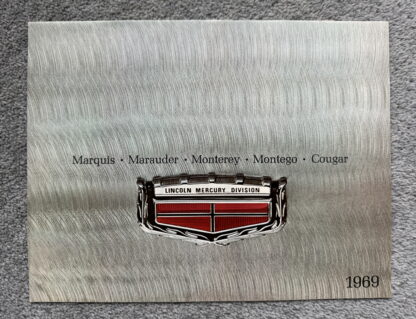 Marquis • Marauder • Monterey • Montego • Cougar
LINCOLN MERCURY DIVISION
1969